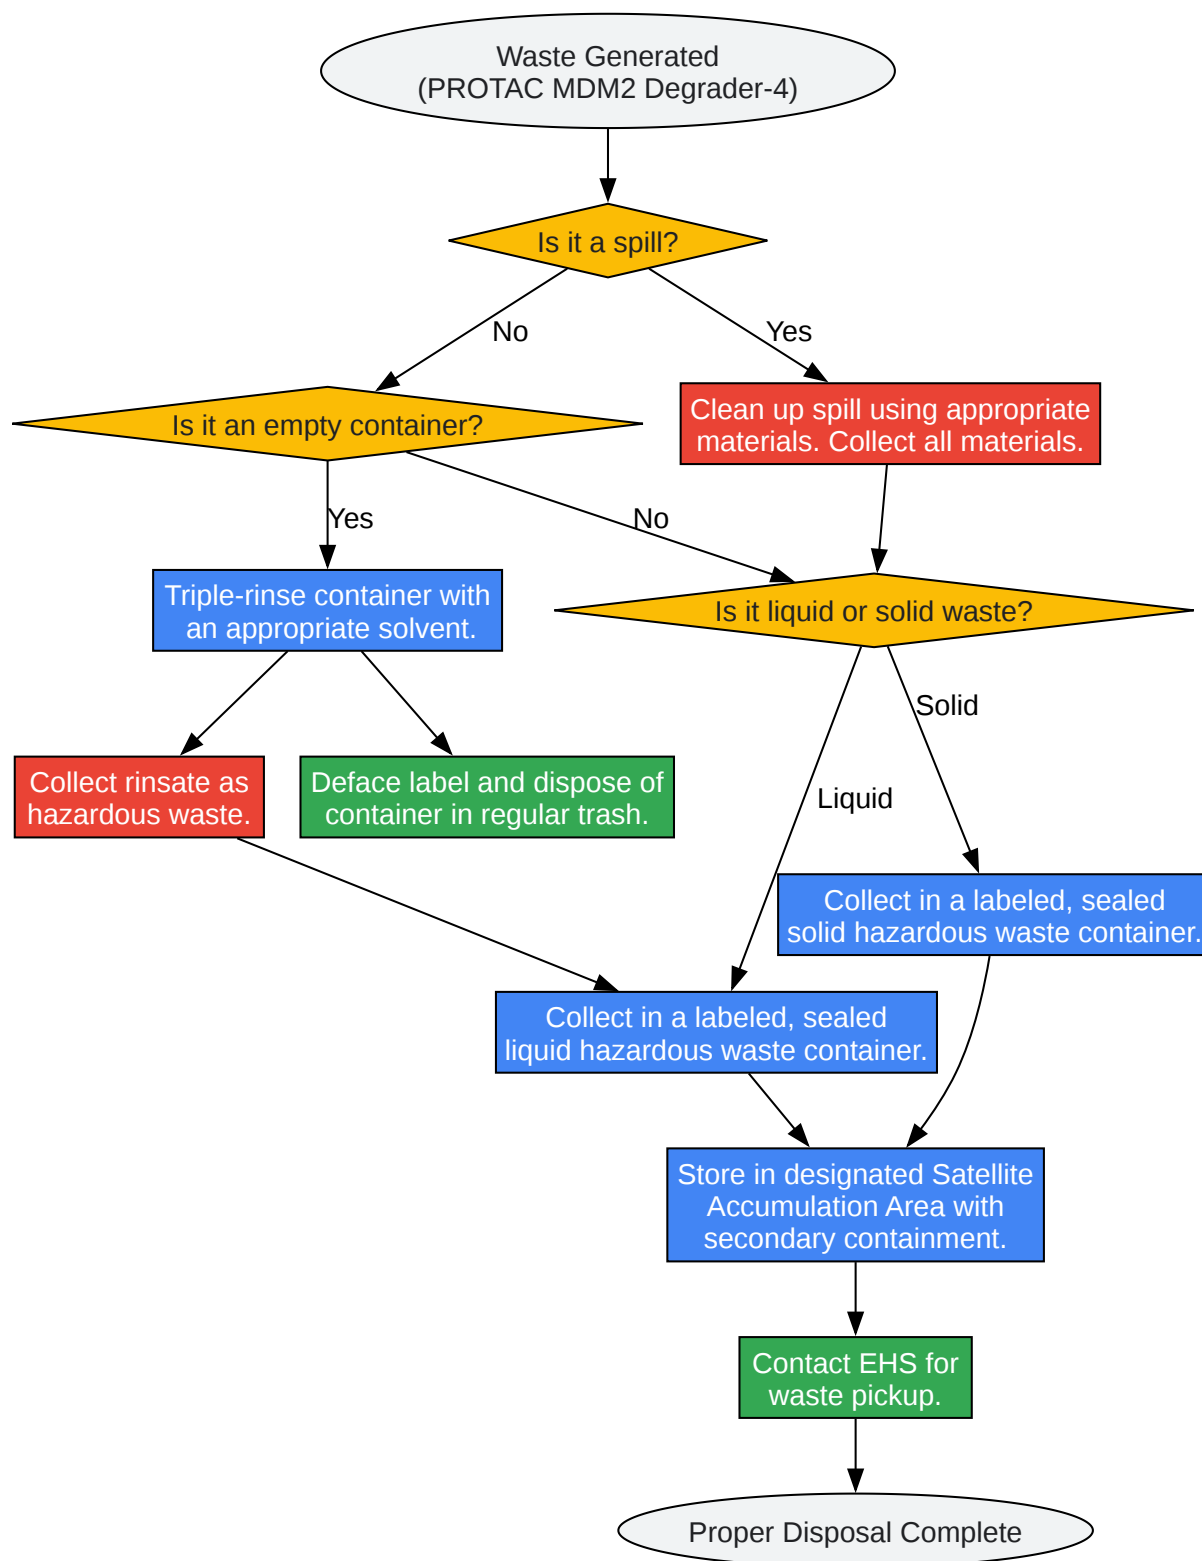 Waste Generated
(PROTAC MDM2 Degrader-4)
Is it a spill?
No
Yes
Is it an empty container?
Clean up spill using appropriate
materials. Collect all materials.
Yes
No
Triple-rinse container with
an appropriate solvent.
Is it liquid or solid waste?
Solid
Collect rinsate as
hazardous waste.
Deface label and dispose of
container in regular trash.
Liquid
Collect in a labeled, sealed
solid hazardous waste container.
Collect in a labeled, sealed
liquid hazardous waste container.
Store in designated Satellite
Accumulation Area with
secondary containment.
Contact EHS for
waste pickup.
Proper Disposal Complete